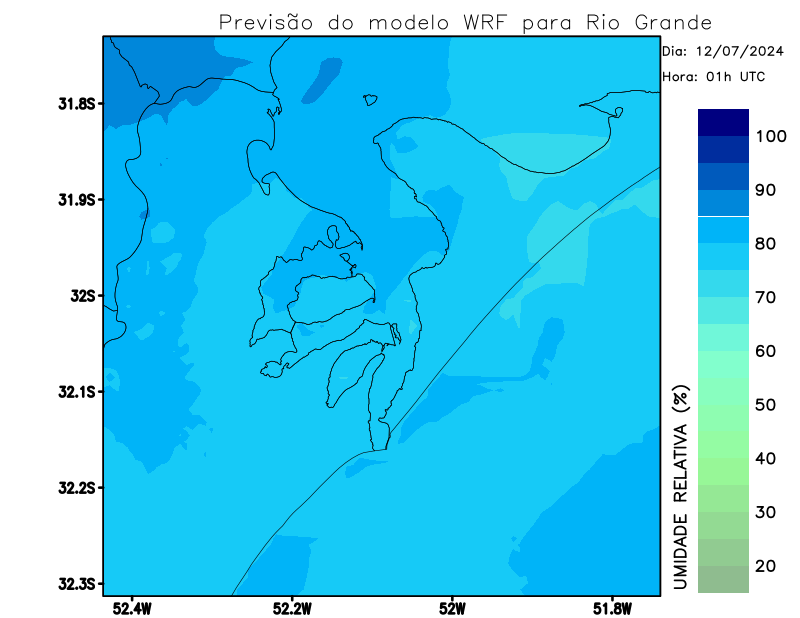 Previsão do modelo WRF para Rio Grande
Dia: 12/07/2024
Hora: 01h UTC
31.8S
31.9S
32S
32.1S
32.2S
32.3S
52.4W
52.2W
52W
51.8W
100
90
80
70
60
50
40
30
20
UMIDADE RELATIVA (%)